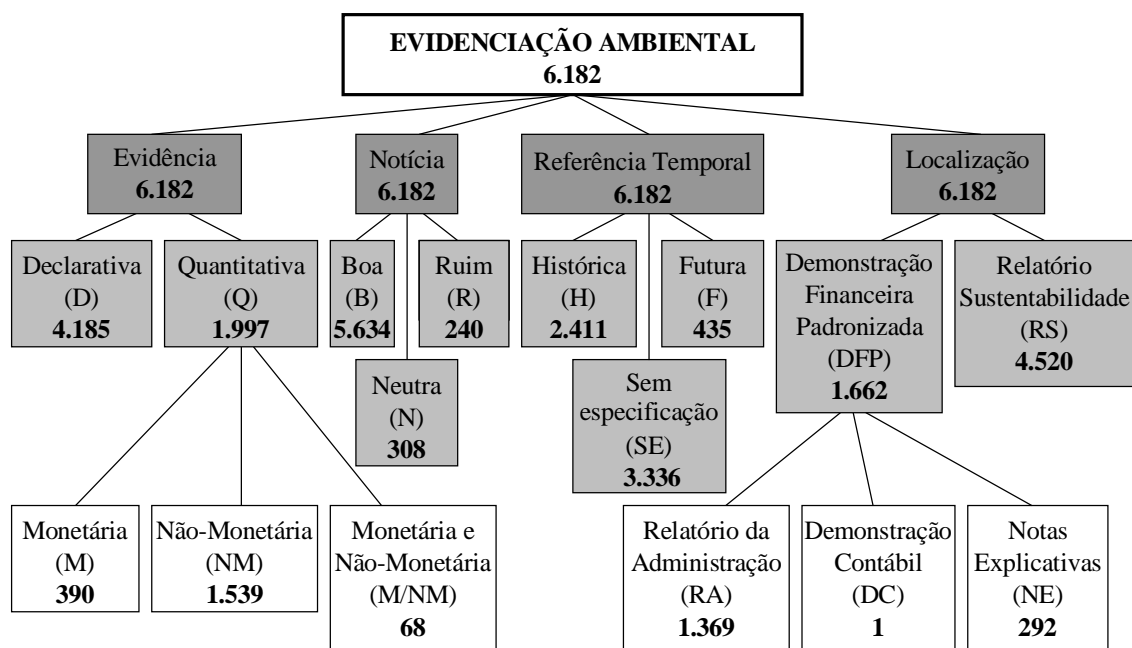 EVIDENCIAÇÃO AMBIENTAL
6.182
Evidência
6.182
Notícia
6.182
Referência Temporal
6.182
Localização
6.182
Declarativa
(D)
4.185
Quantitativa
(Q)
1.997
Boa
(B)
5.634
Ruim
(R)
240
Neutra
(N)
308
Histórica
(H)
2.411
Futura
(F)
435
Sem
especificação
(SE)
3.336
Demonstração
Financeira
Padronizada
(DFP)
1.662
Relatório
Sustentabilidade
(RS)
4.520
Monetária
(M)
390
Não-Monetária
(NM)
1.539
Monetária e
Não-Monetária
(M/NM)
68
Relatório da
Administração
(RA)
1.369
Demonstração
Contábil
(DC)
1
Notas
Explicativas
(NE)
292